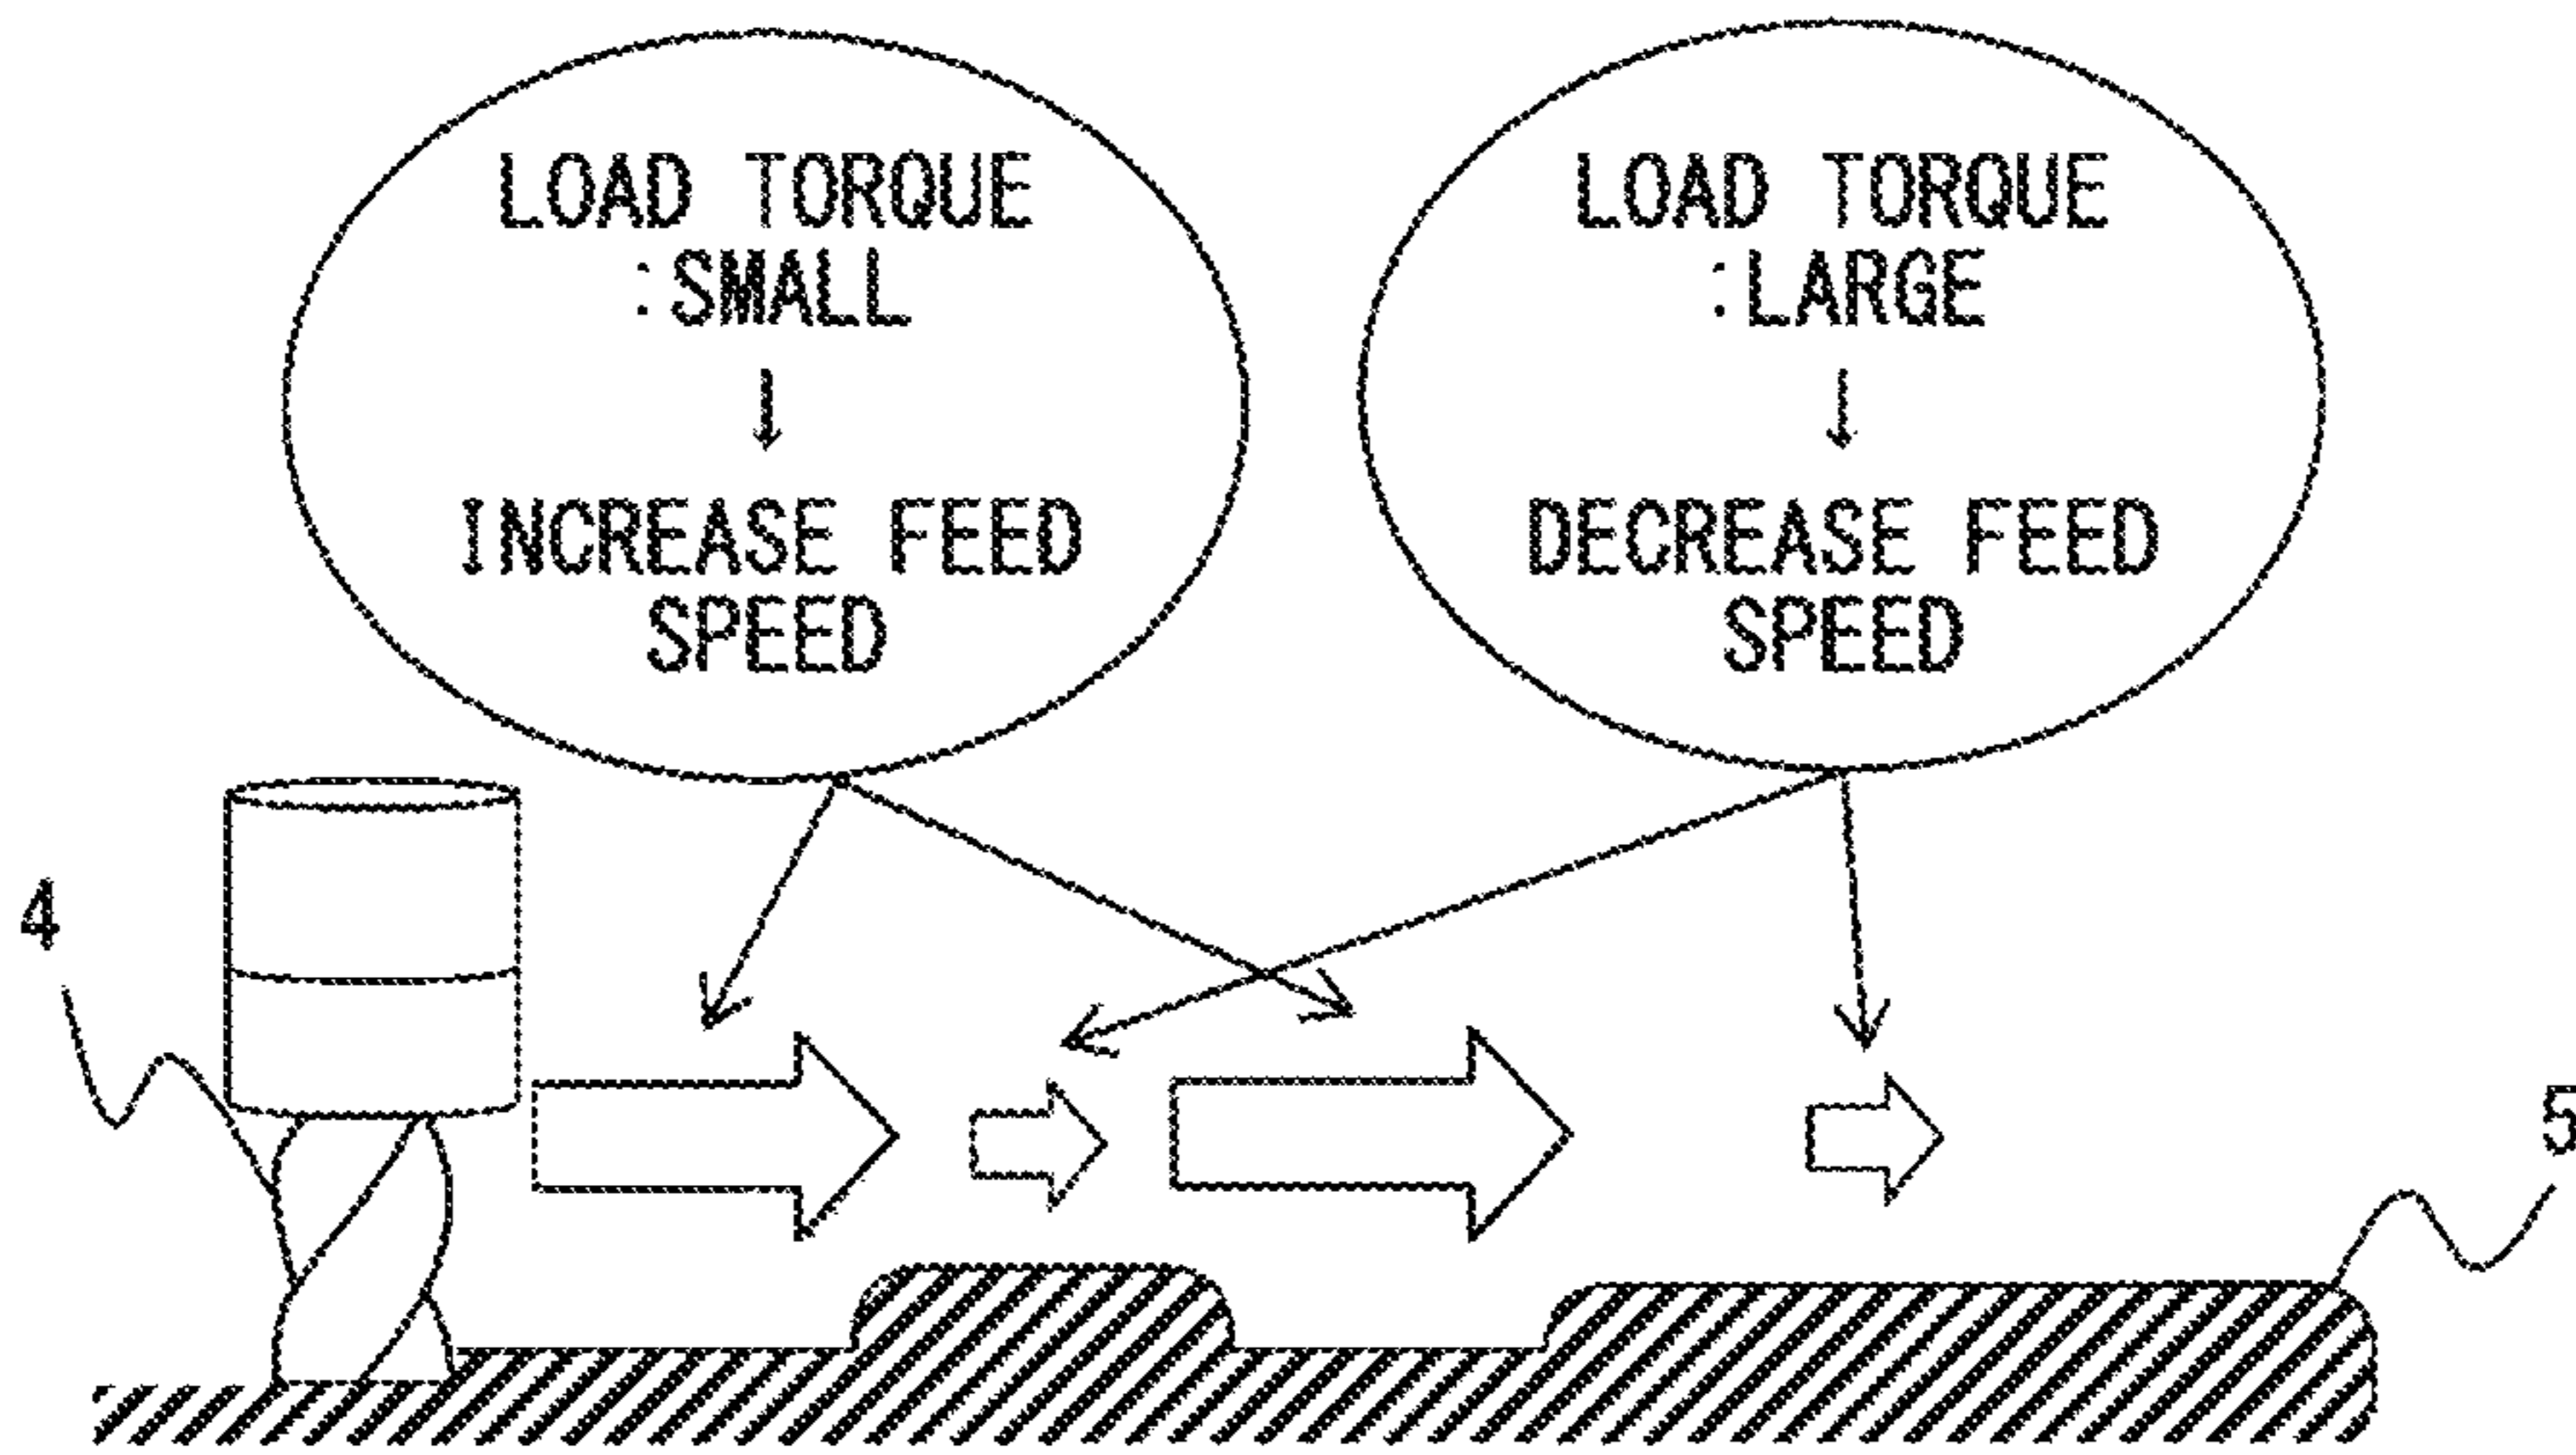 LOAD TORQUE
:SMALL
↓
INCREASE FEED
SPEED
LOAD TORQUE
:LARGE
↓
DECREASE FEED
SPEED
4
5